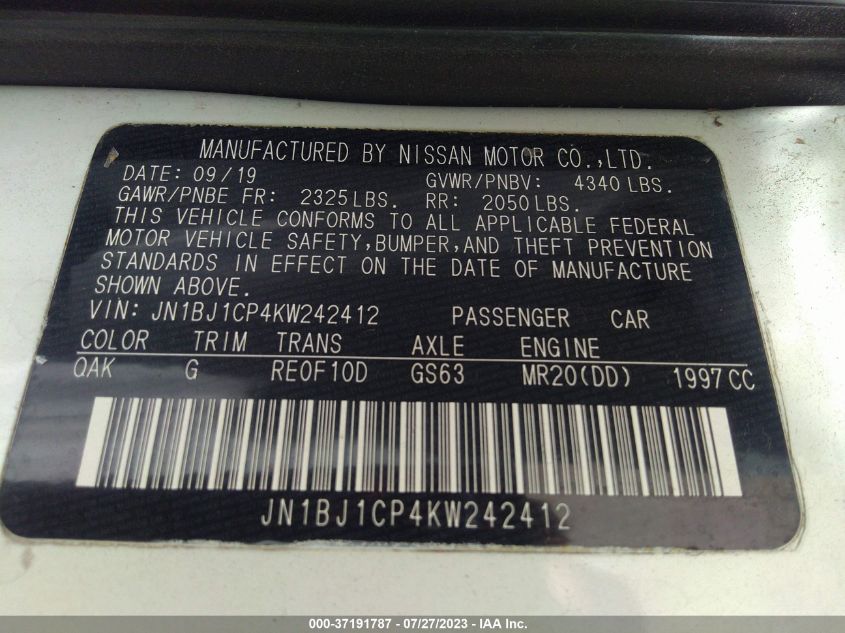 MANUFACTURED BY NISSAN MOTOR CO.,LTD.
DATE: 09/19 GVWR/PNBV: 4340 LBS.
GAWR/PNBE FR: 2325 LBS. RR: 2050 LBS.
THIS VEHICLE CONFORMS TO ALL APPLICABLE FEDERAL
MOTOR VEHICLE SAFETY,BUMPER,AND THEFT PREVENTION
STANDARDS IN EFFECT ON THE DATE OF MANUFACTURE
SHOWN ABOVE.
VIN: JN1BJ1CP4KW242412 PASSENGER CAR
COLOR TRIM TRANS AXLE ENGINE
QAK G RE0F10D GS63 MR20(DD) 1997CC
JN1BJ1CP4KW242412
000-37191787 - 07/27/2023 - IAA Inc.